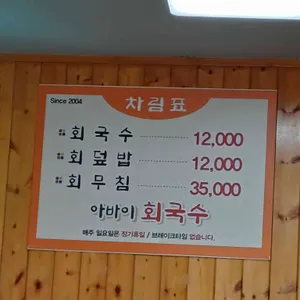 Since 2004
차림표
회국수 12,000
회덮밥 12,000
회무침 35,000
아바이 회국수
매주 일요일은 정기휴일 / 브레이크타임 없습니다.